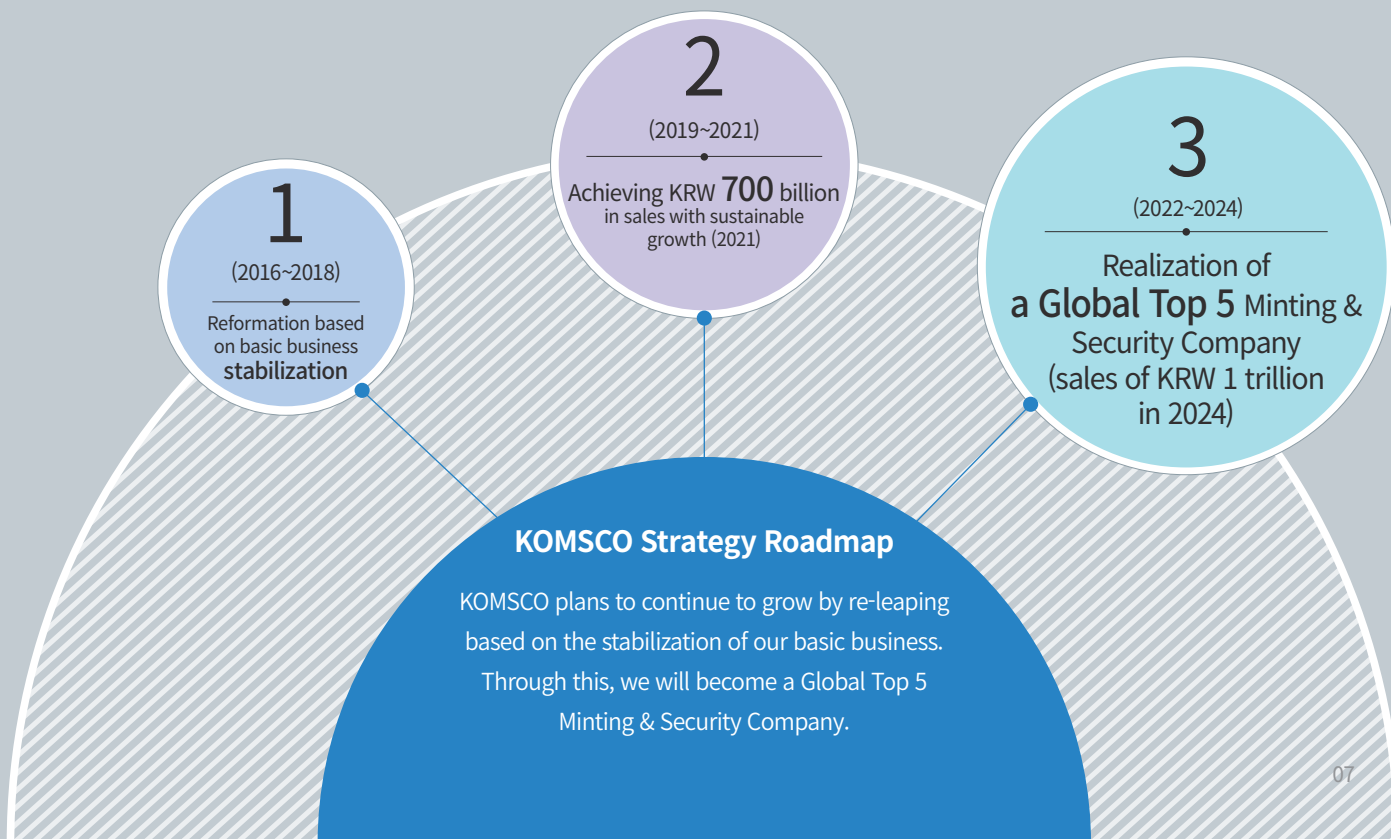 1
(2016~2018)
Reformation based
on basic business
stabilization
2
(2019~2021)
Achieving KRW 700 billion
in sales with sustainable
growth (2021)
3
(2022~2024)
Realization of
a Global Top 5 Minting &
Security Company
(sales of KRW 1 trillion
in 2024)
KOMSCO Strategy Roadmap
KOMSCO plans to continue to grow by re-leaping
based on the stabilization of our basic business.
Through this, we will become a Global Top 5
Minting & Security Company.
07